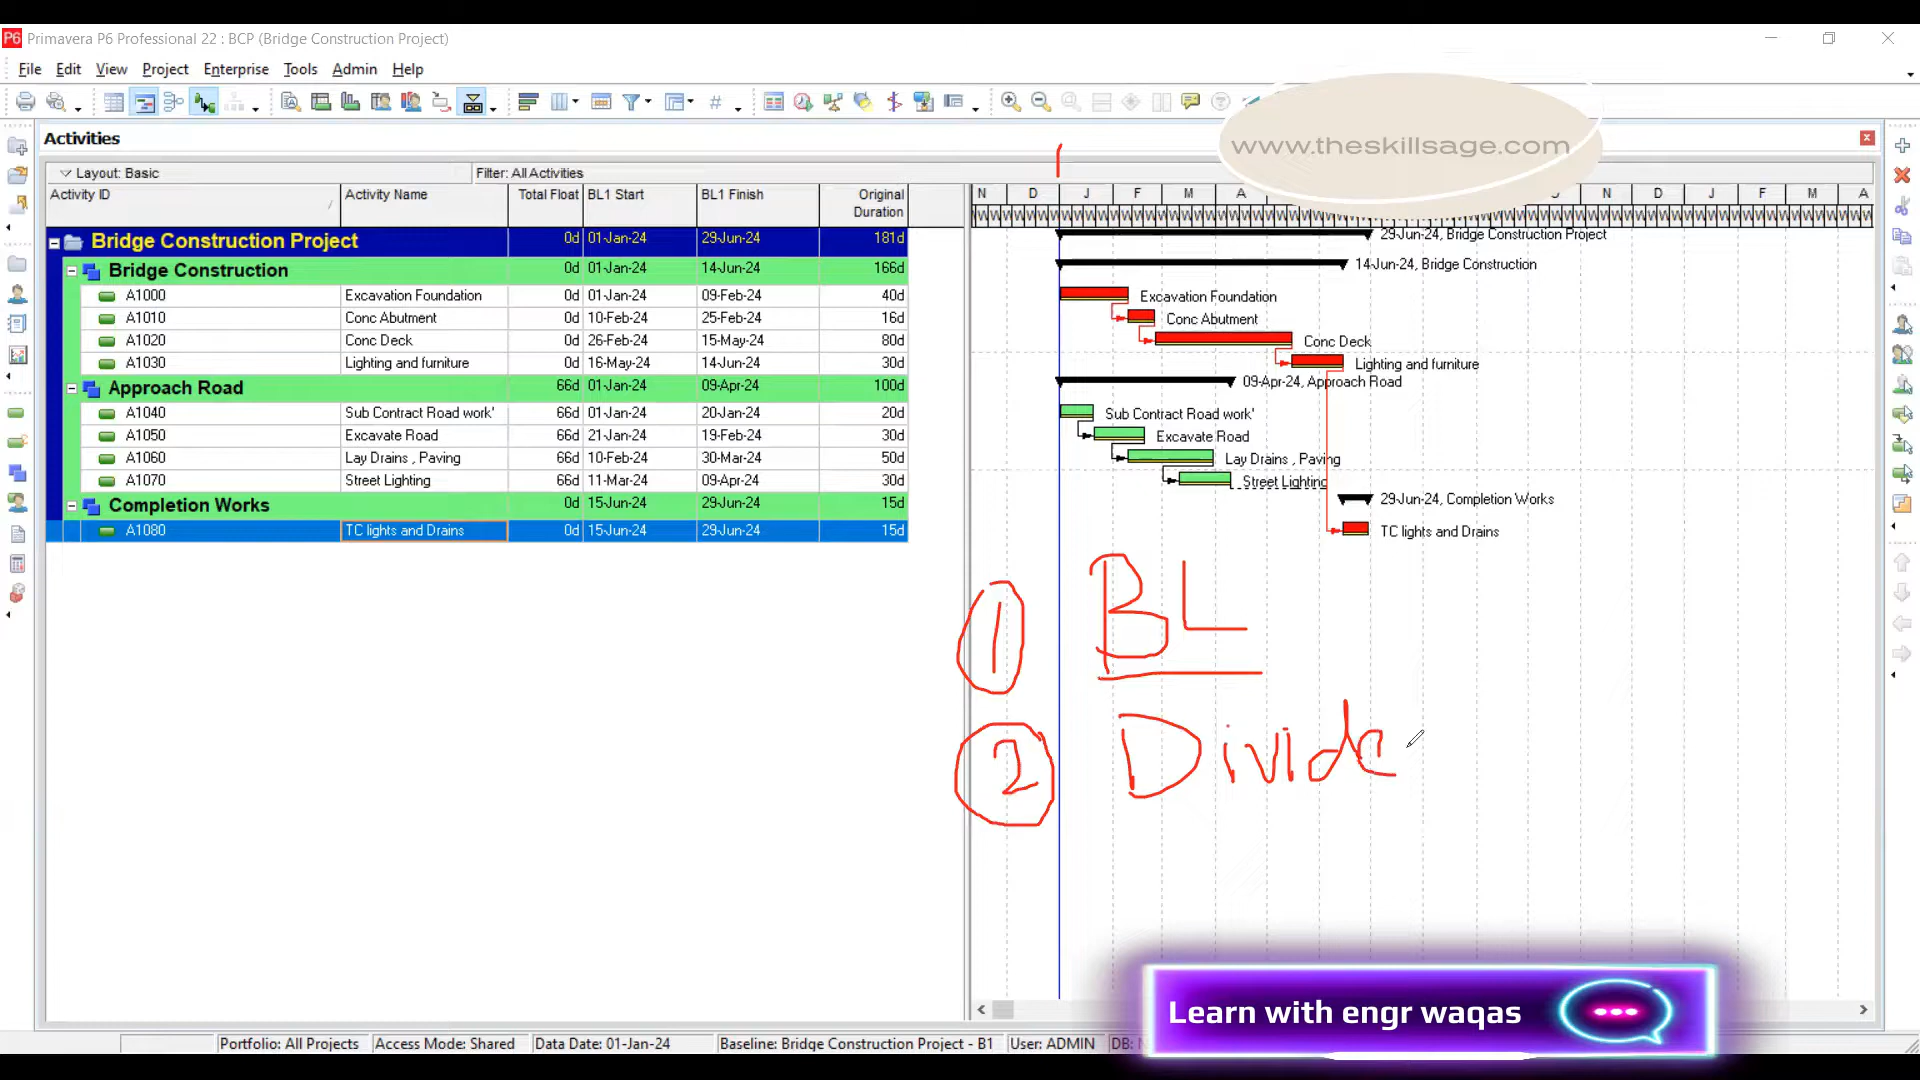 P6 Primavera P6 Professional 22 : BCP (Bridge Construction Project)
File Edit View Project Enterprise Tools Admin Help
Activities
www.theskillsage.com
Layout: Basic Filter: All Activities
Activity ID Activity Name Total Float BL1 Start BL1 Finish Original Duration N D J F M A N D J F M A
Bridge Construction Project 0d 01-Jan-24 29-Jun-24 181d 29-Jun-24, Bridge Construction Project
Bridge Construction 0d 01-Jan-24 14-Jun-24 166d 14-Jun-24, Bridge Construction
A1000 Excavation Foundation 0d 01-Jan-24 09-Feb-24 40d Excavation Foundation
A1010 Conc Abutment 0d 10-Feb-24 25-Feb-24 16d Conc Abutment
A1020 Conc Deck 0d 26-Feb-24 15-May-24 80d Conc Deck
A1030 Lighting and furniture 0d 16-May-24 14-Jun-24 30d Lighting and furniture
Approach Road 66d 01-Jan-24 09-Apr-24 100d 09-Apr-24, Approach Road
A1040 Sub Contract Road work' 66d 01-Jan-24 20-Jan-24 20d Sub Contract Road work'
A1050 Excavate Road 66d 21-Jan-24 19-Feb-24 30d Excavate Road
A1060 Lay Drains , Paving 66d 10-Feb-24 30-Mar-24 50d Lay Drains , Paving
A1070 Street Lighting 66d 11-Mar-24 09-Apr-24 30d Street Lighting
Completion Works 0d 15-Jun-24 29-Jun-24 15d 29-Jun-24, Completion Works
A1080 TC lights and Drains 0d 15-Jun-24 29-Jun-24 15d TC lights and Drains
1 BL
2 Divide
Learn with engr waqas
Portfolio: All Projects Access Mode: Shared Data Date: 01-Jan-24 Baseline: Bridge Construction Project - B1 User: ADMIN